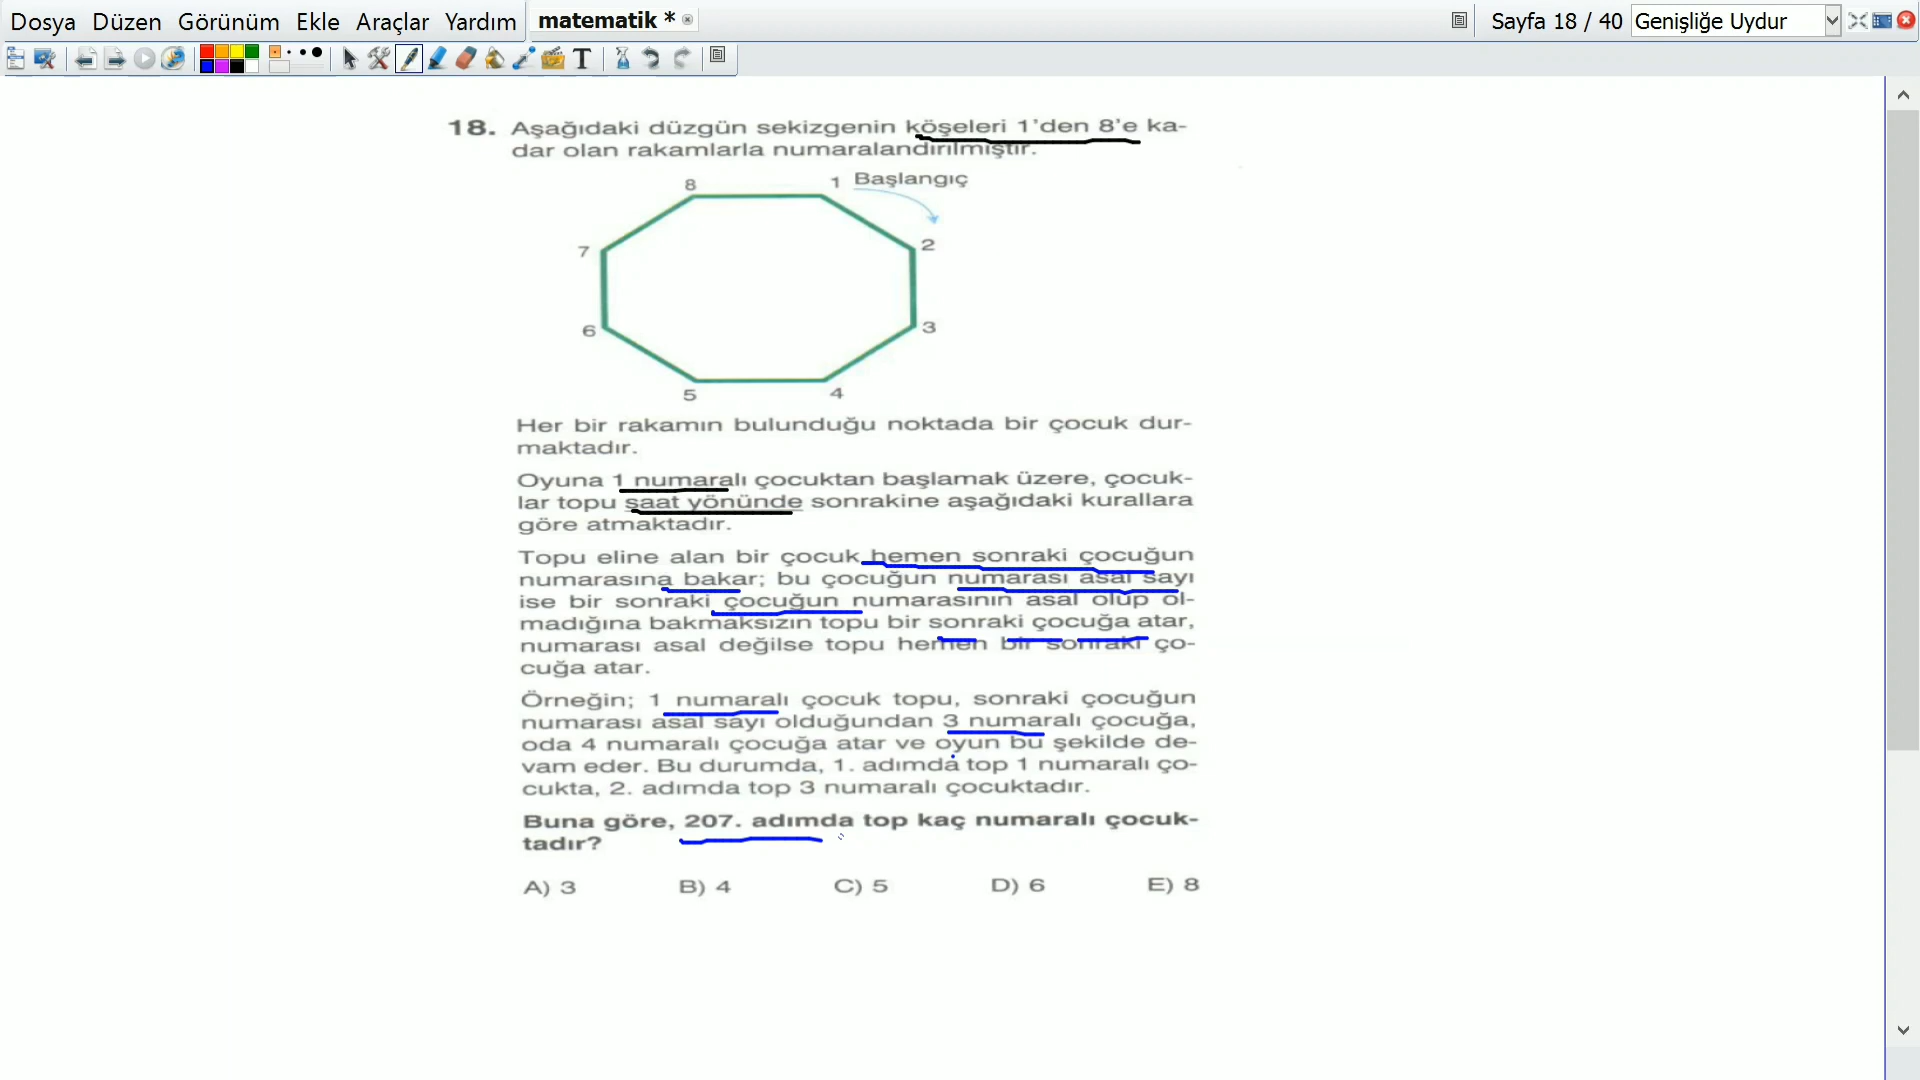 Dosya Düzen Görünüm Ekle Araçlar Yardım matematik * Sayfa 18 / 40 Genişliğe Uydur
T
18. Aşağıdaki düzgün sekizgenin köşeleri 1'den 8'e ka-
dar olan rakamlarla numaralandırılmıştır.
8 1 Başlangıç
7 2
6 3
5 4
Her bir rakamın bulunduğu noktada bir çocuk dur-
maktadır.
Oyuna 1 numaralı çocuktan başlamak üzere, çocuk-
lar topu saat yönünde sonrakine aşağıdaki kurallara
göre atmaktadır.
Topu eline alan bir çocuk hemen sonraki çocuğun
numarasına bakar; bu çocuğun numarası asal sayı
ise bir sonraki çocuğun numarasının asal olup ol-
madığına bakmaksızın topu bir sonraki çocuğa atar,
numarası asal değilse topu hemen bir sonraki ço-
cuğa atar.
Örneğin; 1 numaralı çocuk topu, sonraki çocuğun
numarası asal sayı olduğundan 3 numaralı çocuğa,
oda 4 numaralı çocuğa atar ve oyun bu şekilde de-
vam eder. Bu durumda, 1. adımda top 1 numaralı ço-
cukta, 2. adımda top 3 numaralı çocuktadır.
Buna göre, 207. adımda top kaç numaralı çocuk-
tadır?
A) 3 B) 4 C) 5 D) 6 E) 8